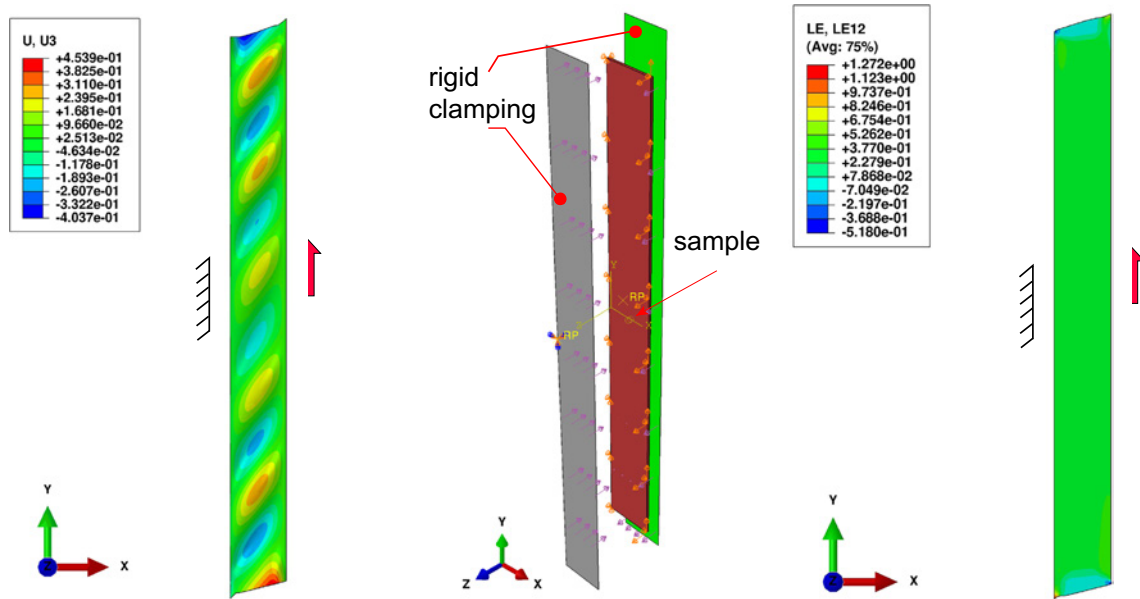 U, U3
+4.539e-01
+3.825e-01
+3.110e-01
+2.395e-01
+1.681e-01
+9.660e-02
+2.513e-02
-4.634e-02
-1.178e-01
-1.893e-01
-2.607e-01
-3.322e-01
-4.037e-01
Y
Z
X
rigid
clamping
sample
Y
RP
X
Z
RP
Y
Z
X
LE, LE12
(Avg: 75%)
+1.272e+00
+1.123e+00
+9.737e-01
+8.246e-01
+6.754e-01
+5.262e-01
+3.770e-01
+2.279e-01
+7.868e-02
-7.049e-02
-2.197e-01
-3.688e-01
-5.180e-01
Y
Z
X